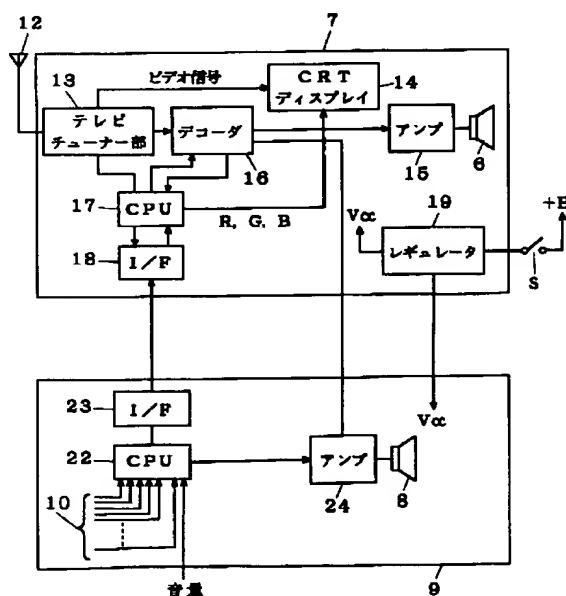 12
7
13
ビデオ信号
CRT
ディスプレイ
14
テレビ
チューナー部
デコーダ
16
アンプ
15
6
17
CPU
R, G, B
18
I/F
Vcc
19
レギュレータ
+B
S
Vcc
23
I/F
22
CPU
アンプ
24
8
10
音量
9